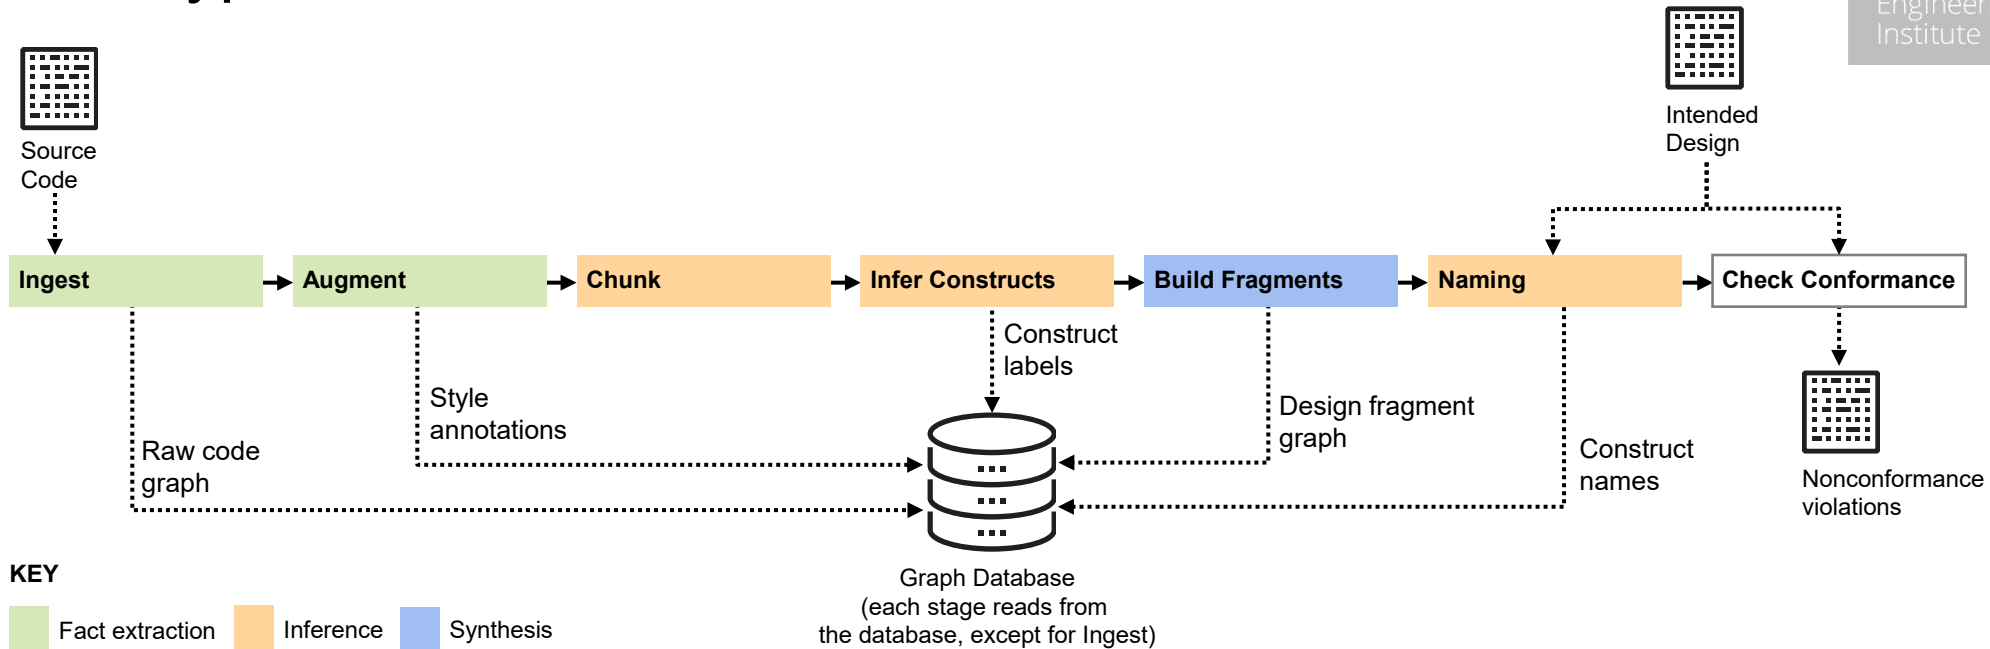 Engineer
Institute
Source
Code
Intended
Design
Ingest
Augment
Chunk
Infer Constructs
Build Fragments
Naming
Check Conformance
Construct
labels
Style
annotations
Design fragment
graph
Raw code
graph
Construct
names
Nonconformance
violations
Graph Database
(each stage reads from
the database, except for Ingest)
KEY
Fact extraction
Inference
Synthesis